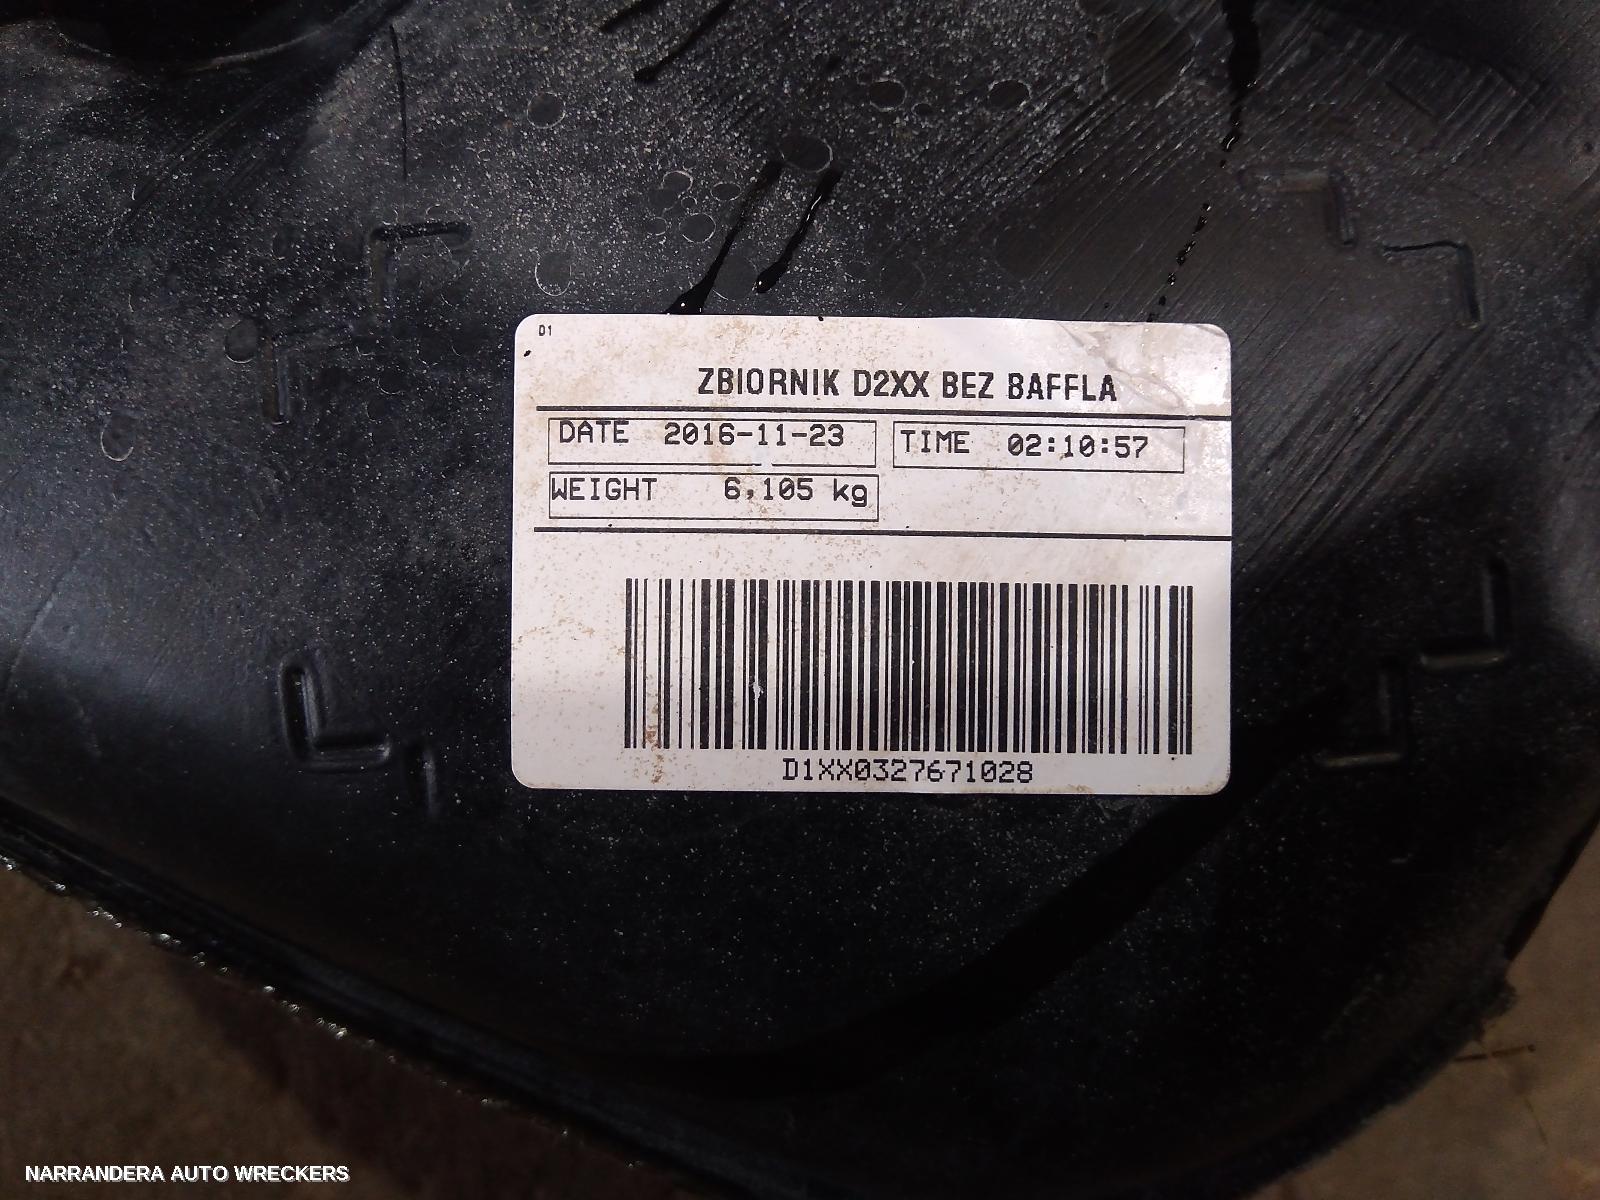 D1
ZBIORNIK D2XX BEZ BAFFLA
DATE 2016-11-23 TIME 02:10:57
WEIGHT 6,105 kg
D1XX0327671028
NARRANDERA AUTO WRECKERS